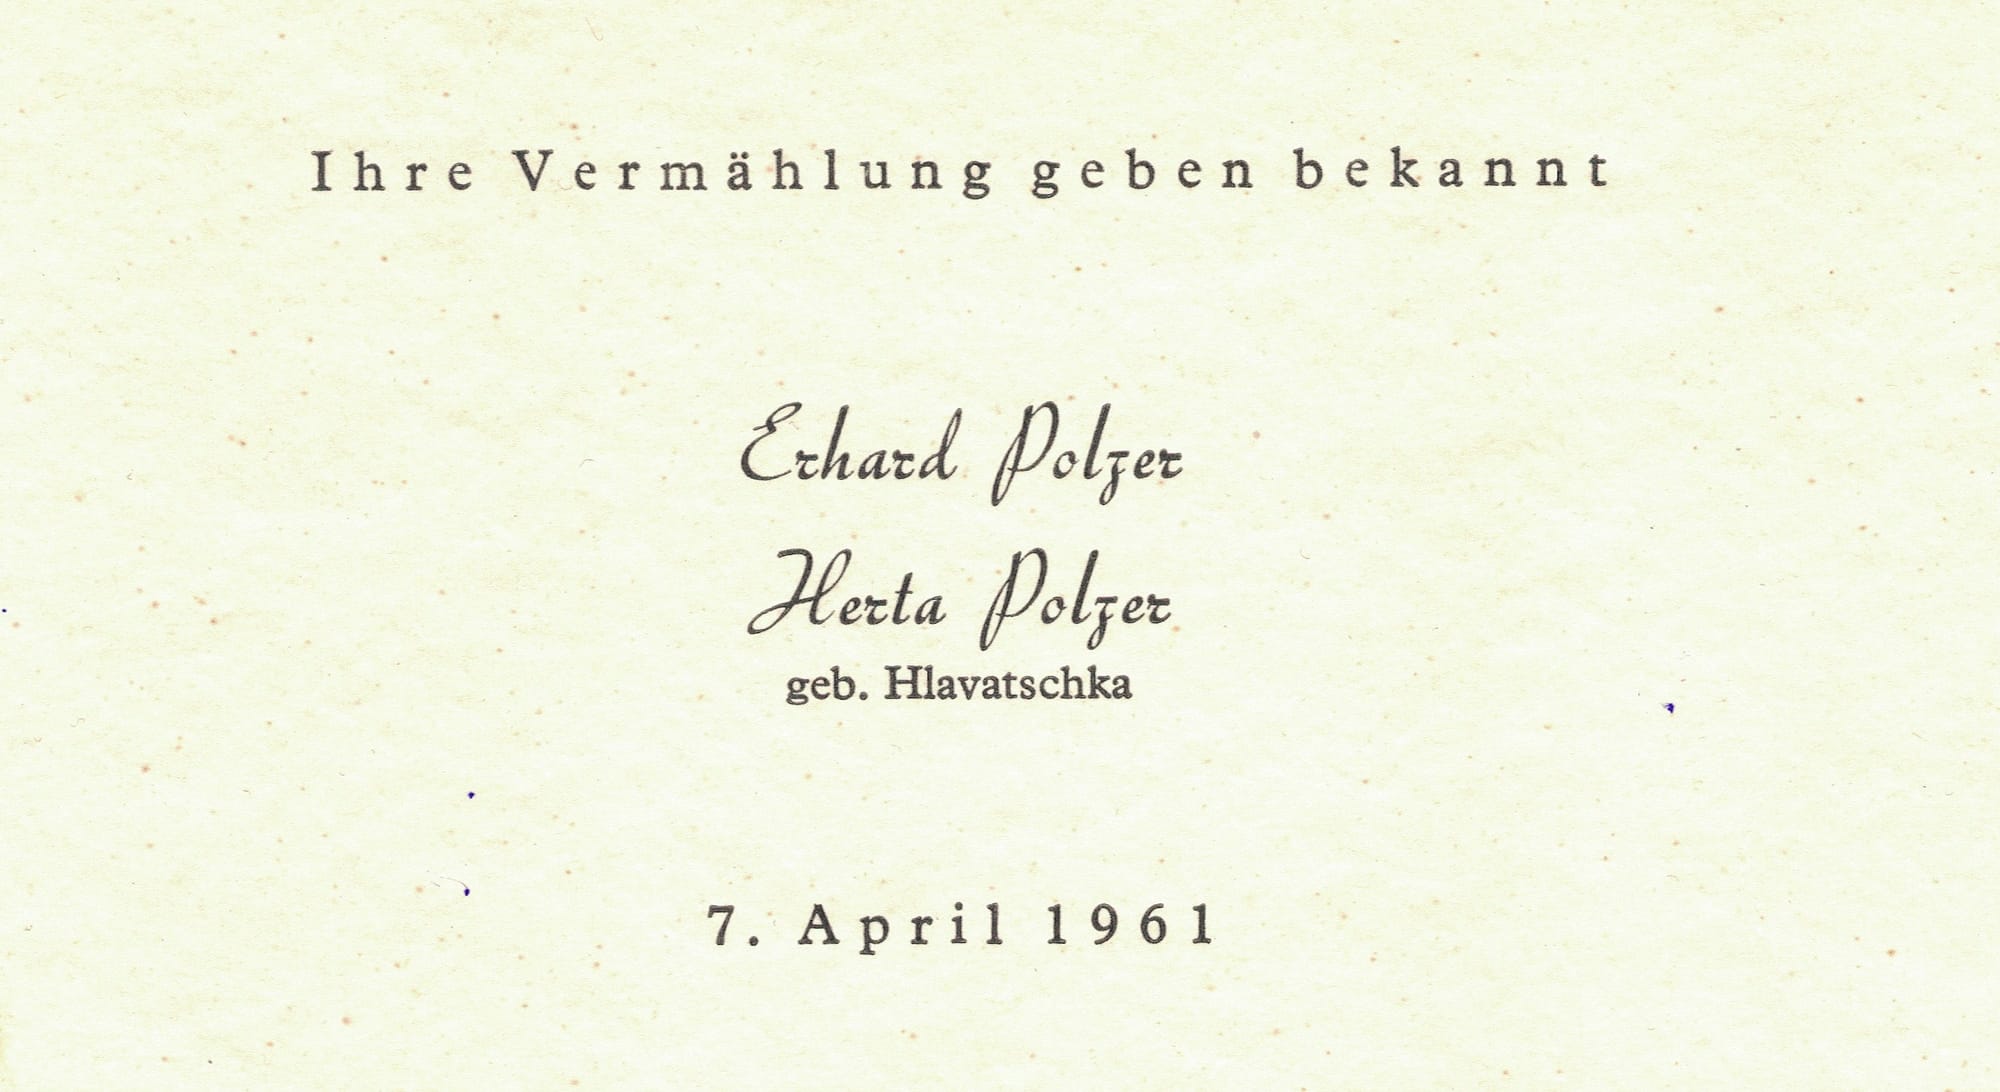 Ihre Vermählung geben bekannt
Erhard Polzer
Herta Polzer
geb. Hlavatschka
7. April 1961